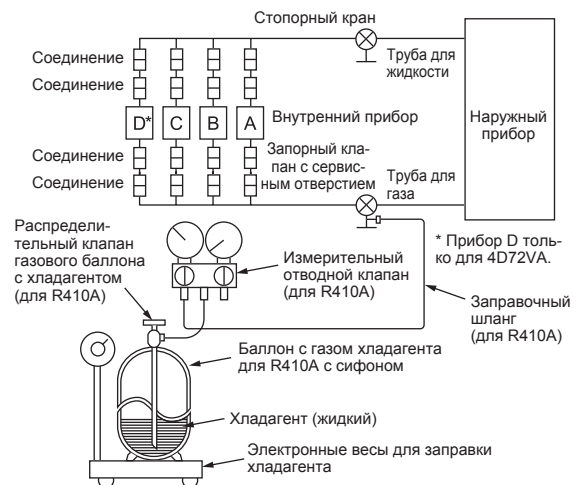 Стопорный кран
Соединение
Соединение
Труба для
жидкости
D*
C
B
A
Внутренний прибор
Наружный
прибор
Соединение
Соединение
Запорный кла-
пан с сервис-
ным отверстием
Труба для
газа
Распредели-
тельный клапан
газового баллона
с хладагентом
(для R410A)
Измерительный
отводной клапан
(для R410A)
* Прибор D толь-
ко для 4D72VA.
Заправочный
шланг
(для R410A)
Баллон с газом хладагента
для R410A с сифоном
Хладагент (жидкий)
Электронные весы для заправки
хладагента